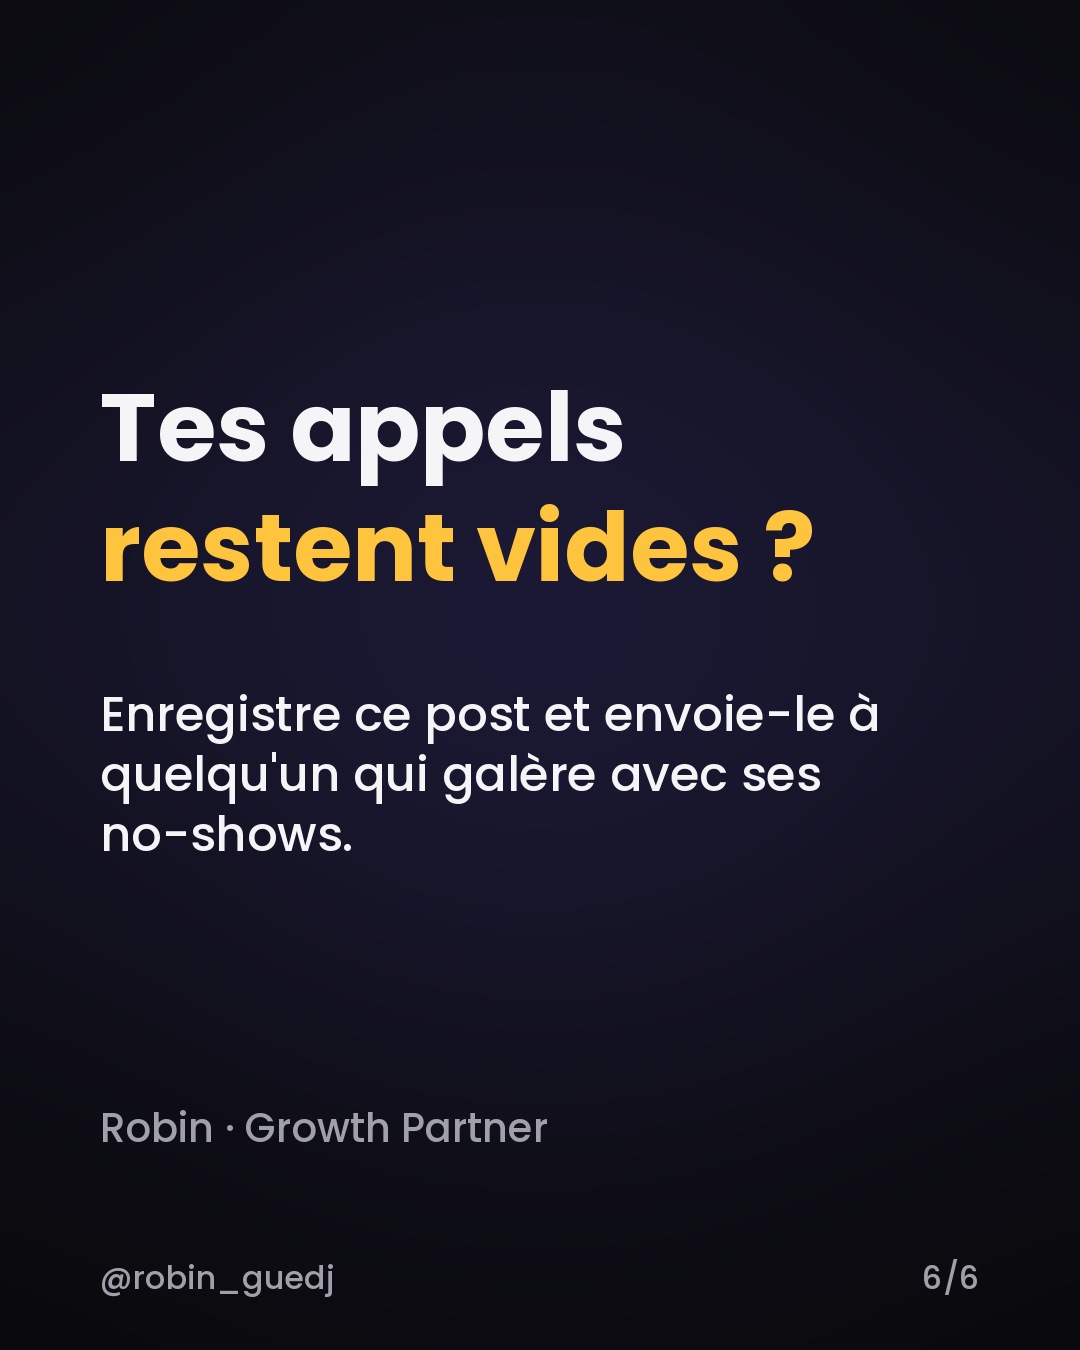 Tes appels
restent vides ?
Enregistre ce post et envoie-le à
quelqu'un qui galère avec ses
no-shows.
Robin · Growth Partner
@robin_guedj
6/6